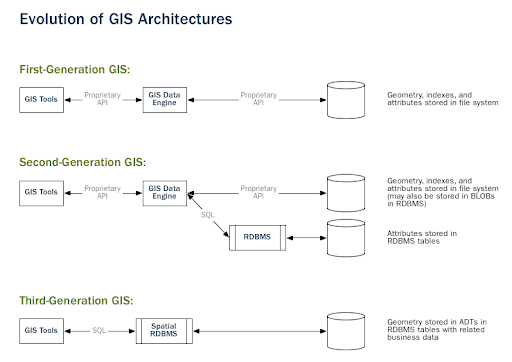 Evolution of GIS Architectures
First-Generation GIS:
GIS Tools
Proprietary
API
GIS Data
Engine
Proprietary
API
Geometry, indexes, and
attributes stored in file system
Second-Generation GIS:
GIS Tools
Proprietary
API
GIS Data
Engine
Proprietary
API
Geometry, indexes, and
attributes stored in file system
(may also be stored in BLOBs
in RDBMS)
SQL
RDBMS
Attributes stored in
RDBMS tables
Third-Generation GIS:
GIS Tools
SQL
Spatial
RDBMS
Geometry stored in ADTs in
RDBMS tables with related
business data